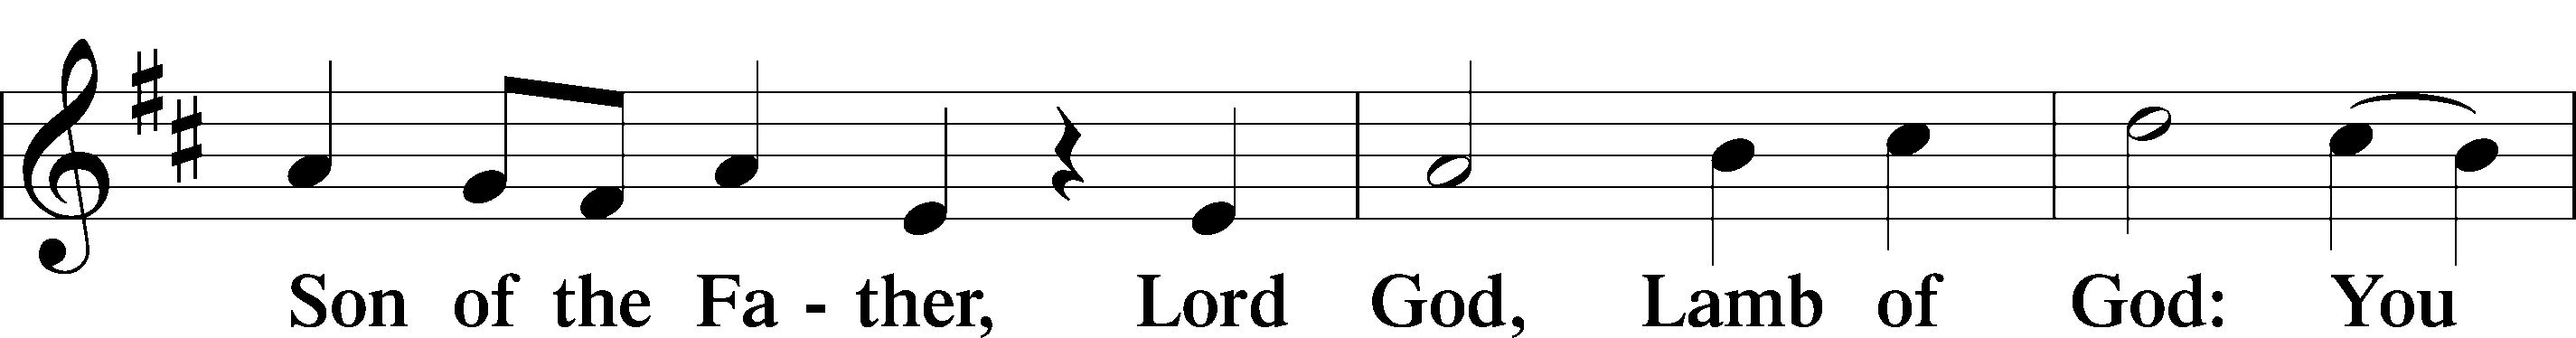 Son of the Fa - ther, Lord God, Lamb of God: You